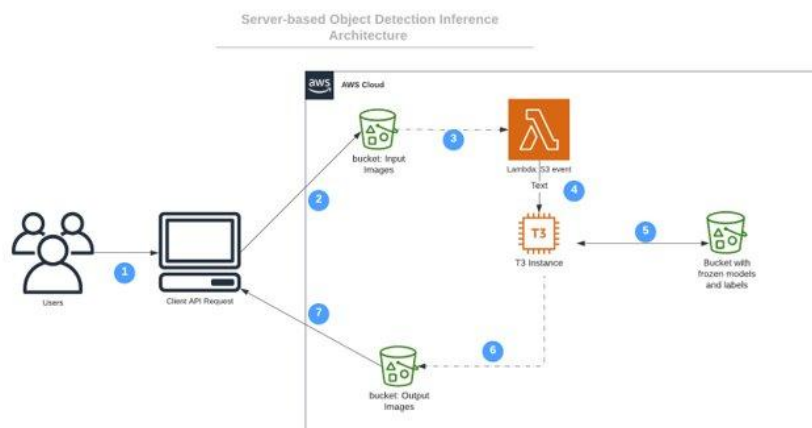 Server-based Object Detection Inference
Architecture
aws
AWS Cloud
bucket: Input
Images
3
Lambda: S3 event
Text
4
2
T3
T3 Instance
5
Bucket with
frozen models
and labels
1
Users
Client API Request
7
6
bucket: Output
Images